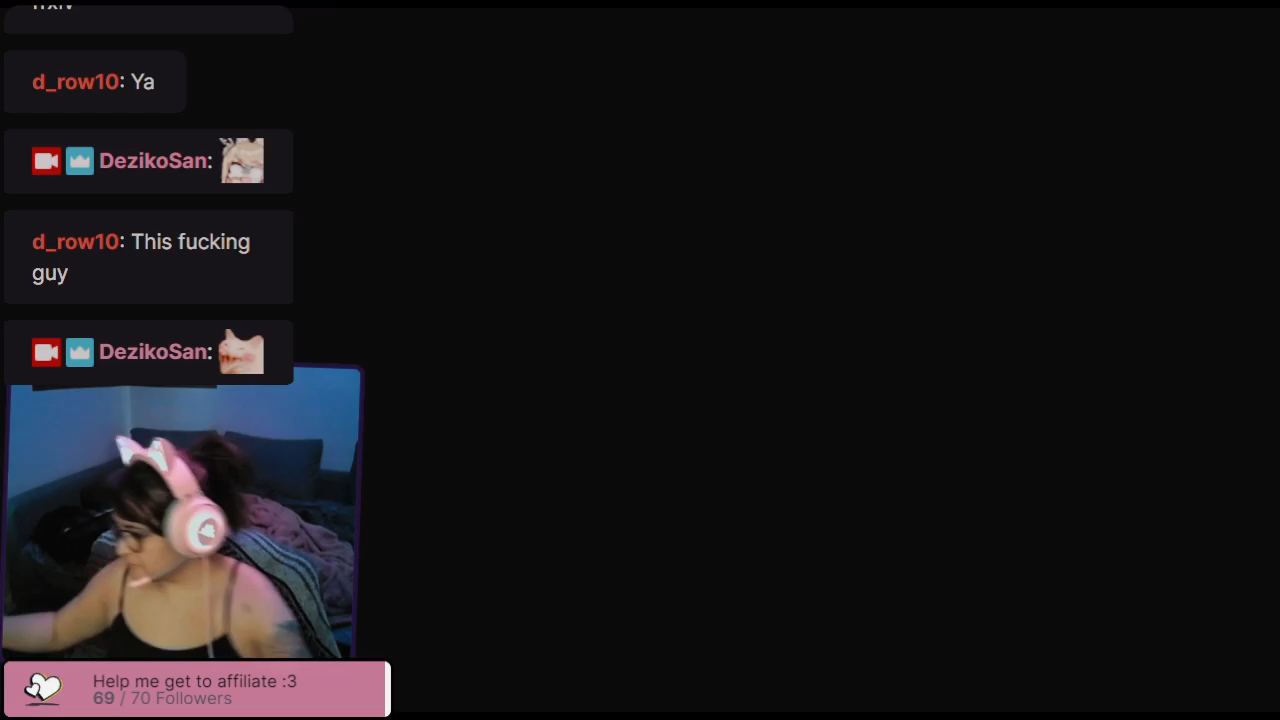 d_row10: Ya
DezikoSan:
d_row10: This fucking
guy
DezikoSan:
Help me get to affiliate :3
69 / 70 Followers